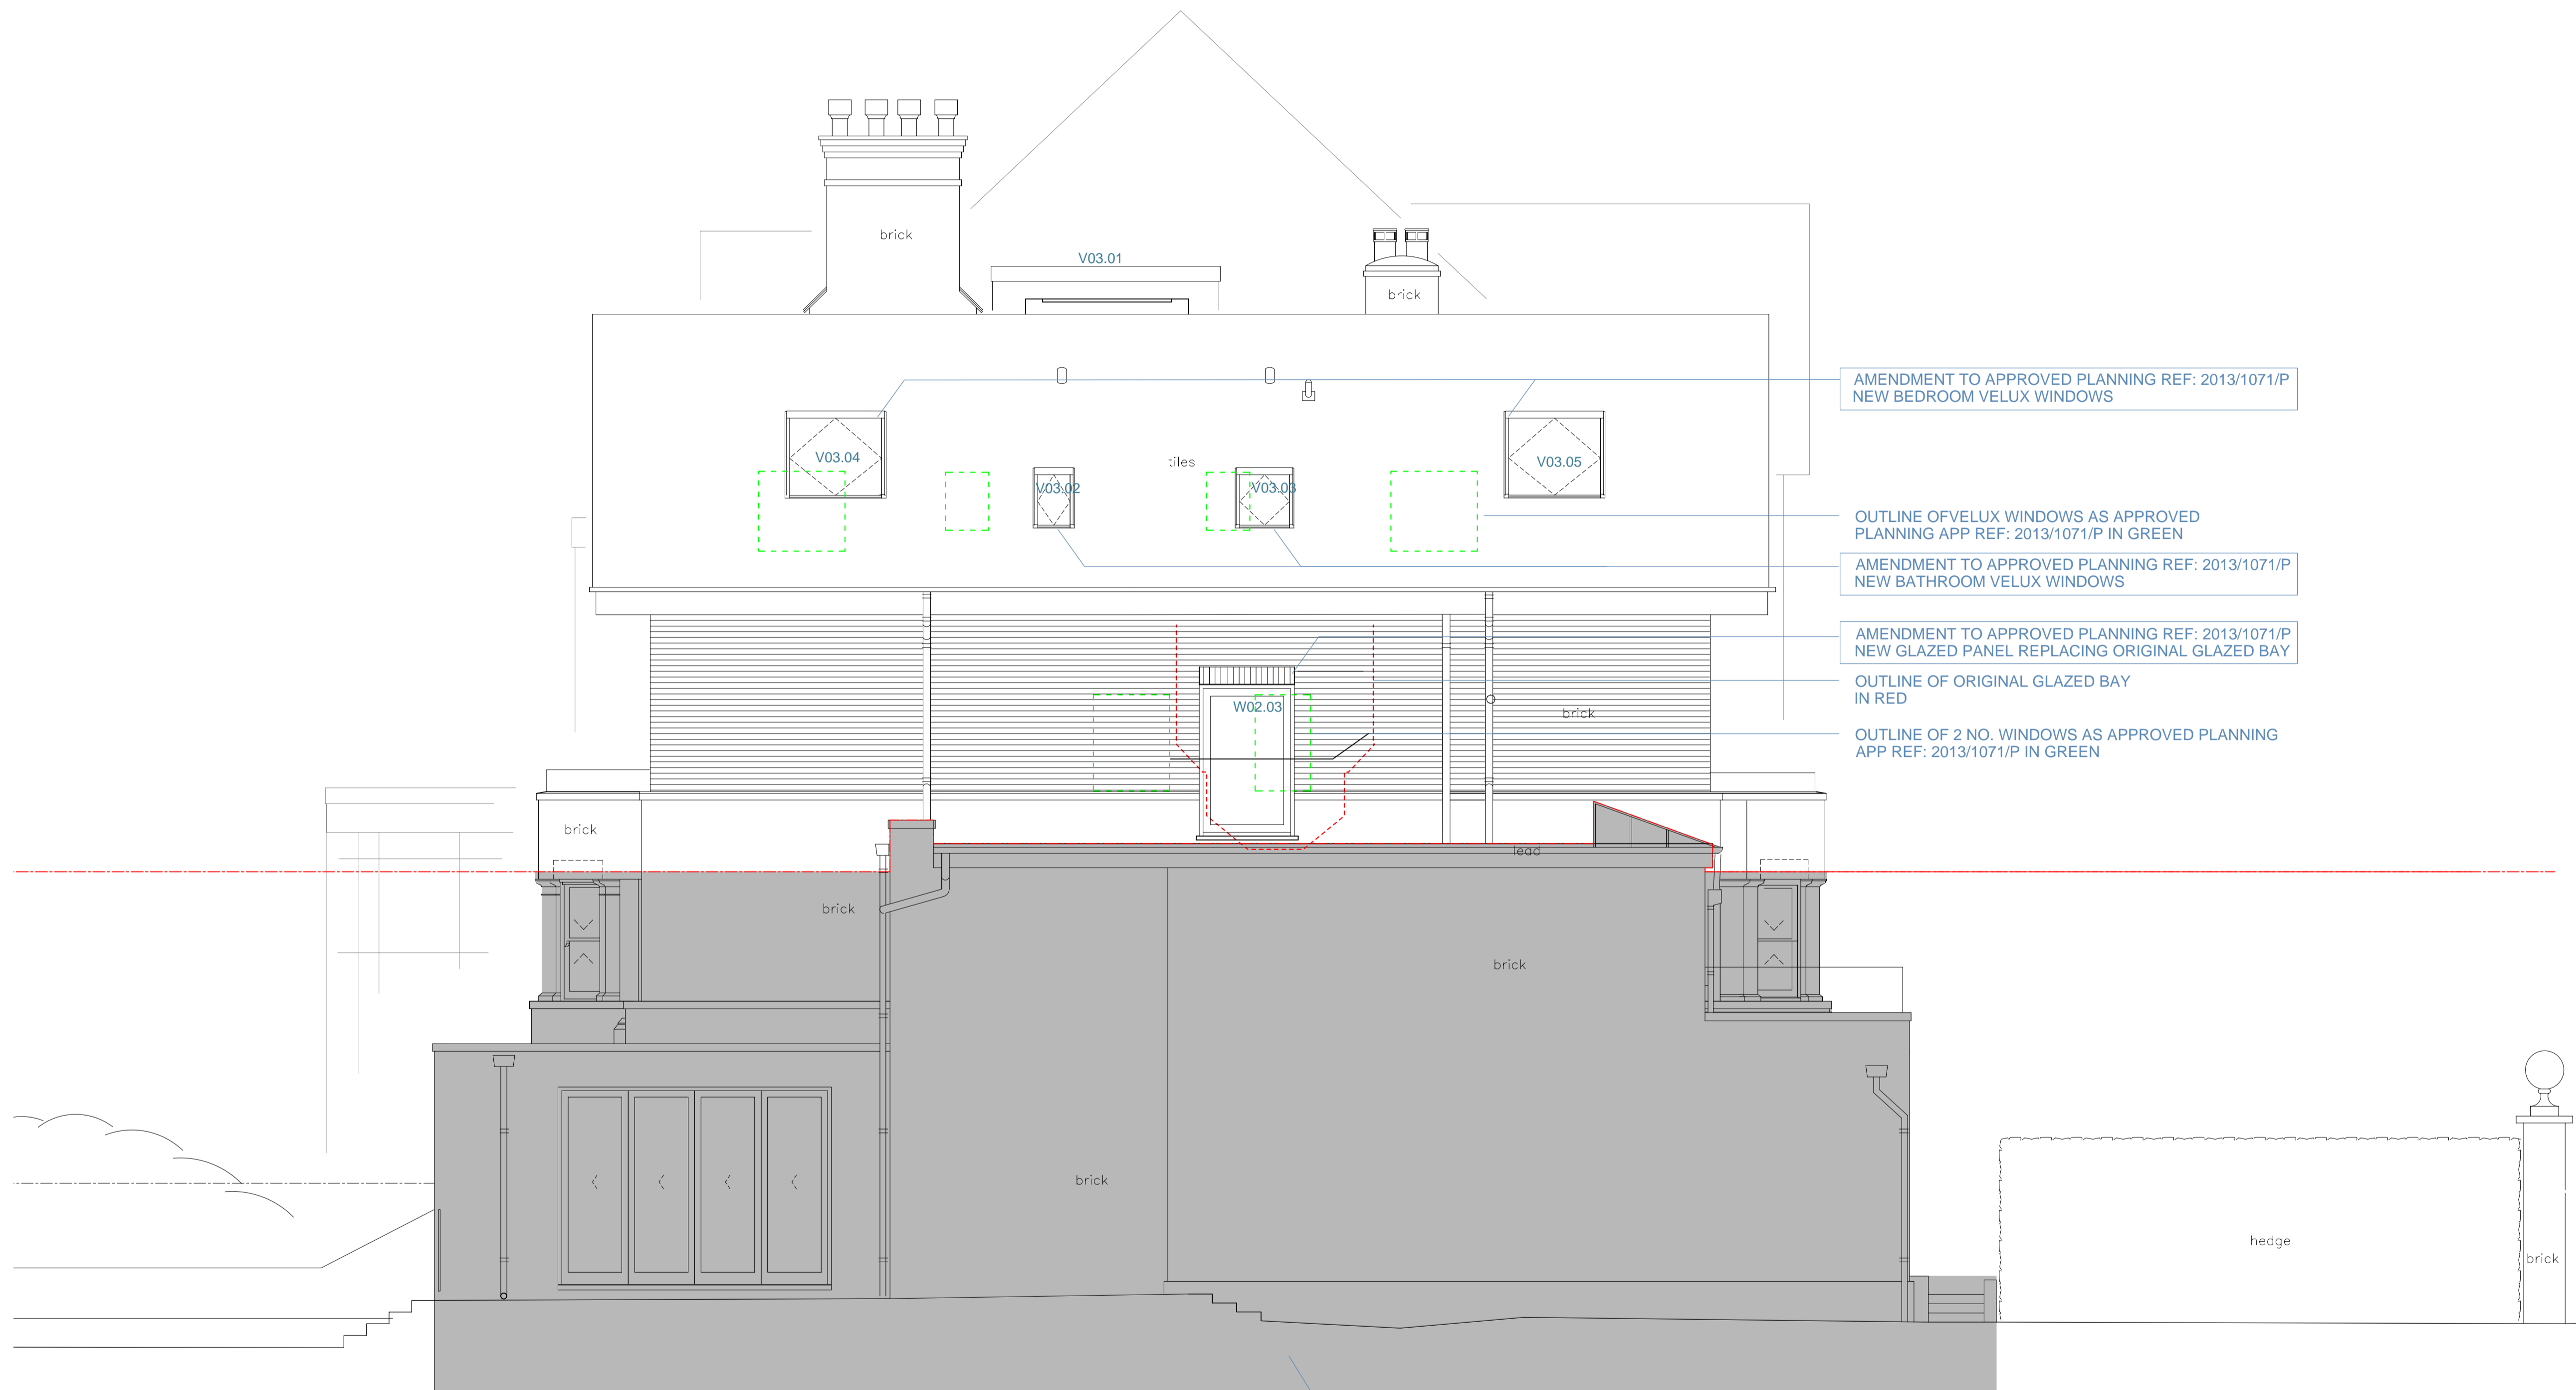 brick
V03.01
brick
AMENDMENT TO APPROVED PLANNING REF: 2013/1071/P
NEW BEDROOM VELUX WINDOWS
V03.04
tiles
V03.05
V03.02
V03.03
OUTLINE OFVELUX WINDOWS AS APPROVED
PLANNING APP REF: 2013/1071/P IN GREEN
AMENDMENT TO APPROVED PLANNING REF: 2013/1071/P
NEW BATHROOM VELUX WINDOWS
AMENDMENT TO APPROVED PLANNING REF: 2013/1071/P
NEW GLAZED PANEL REPLACING ORIGINAL GLAZED BAY
OUTLINE OF ORIGINAL GLAZED BAY
IN RED
W02.03
brick
OUTLINE OF 2 NO. WINDOWS AS APPROVED PLANNING
APP REF: 2013/1071/P IN GREEN
brick
lead
brick
brick
brick
hedge
brick